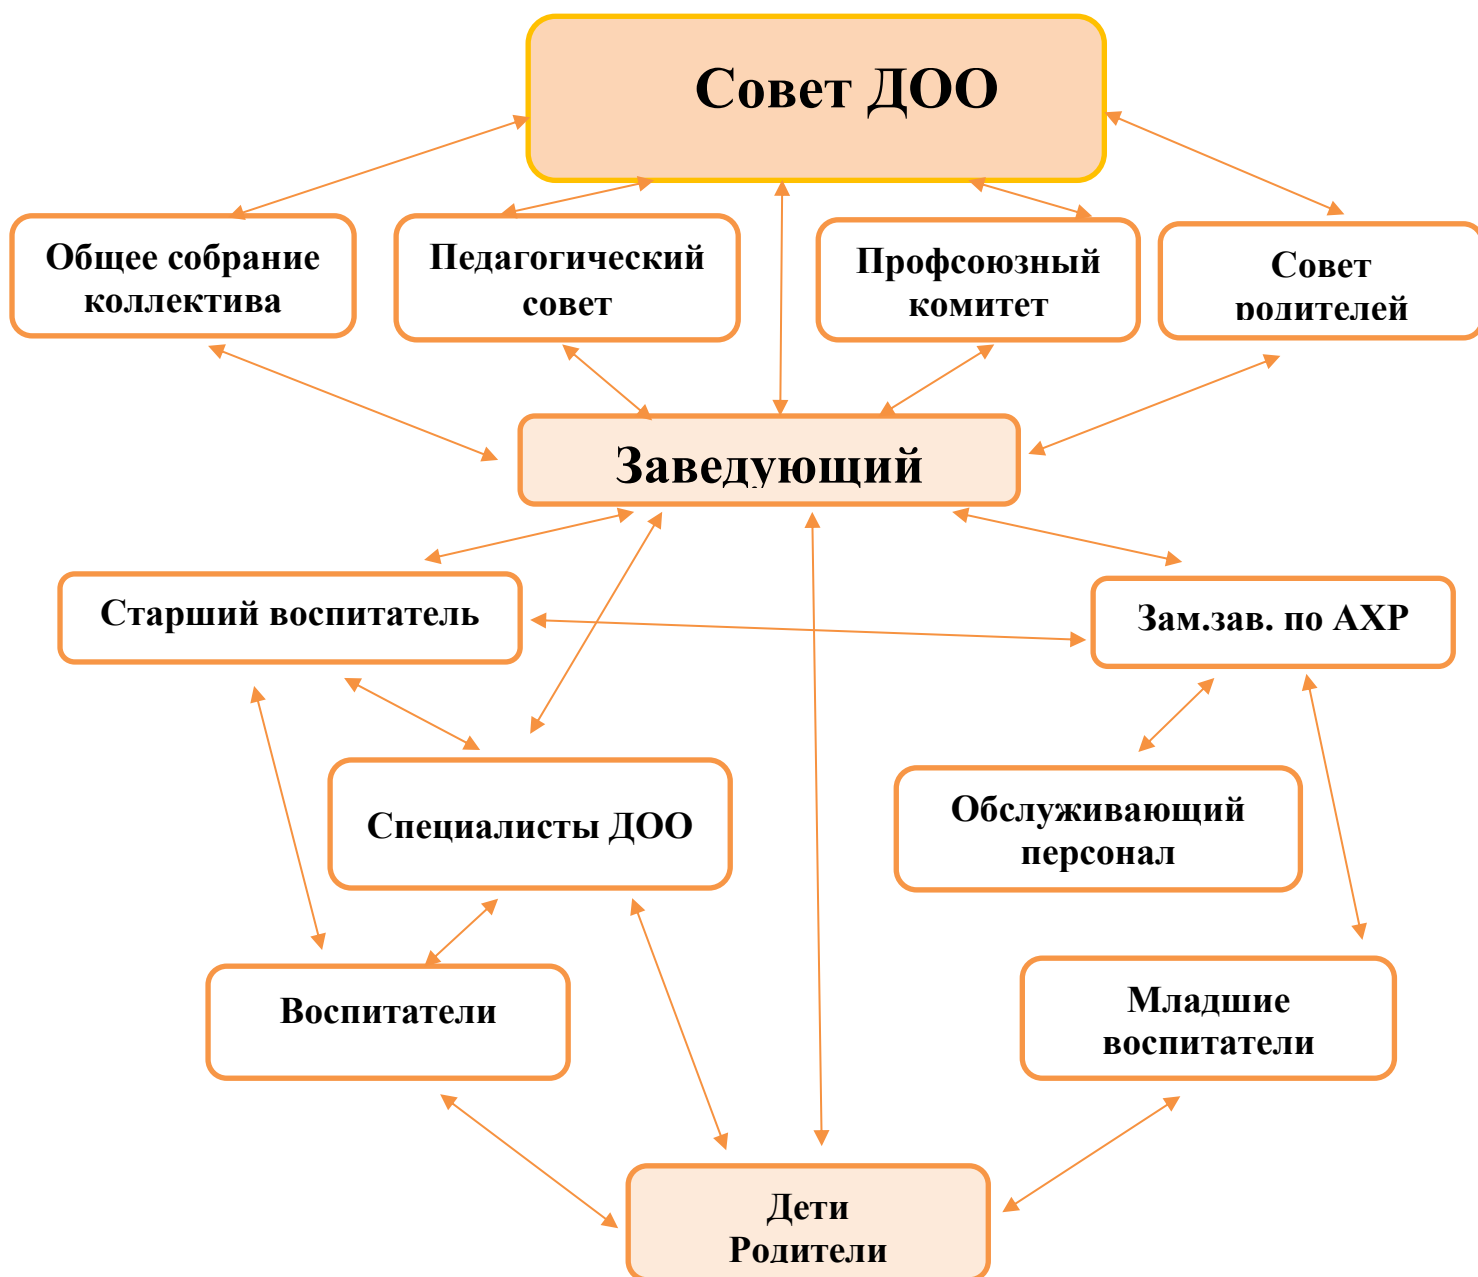 Совет ДОО
Общее собрание
коллектива
Педагогический
совет
Профсоюзный
комитет
Совет
родителей
Заведующий
Старший воспитатель
Зам.зав. по АХР
Специалисты ДОО
Обслуживающий
персонал
Воспитатели
Младшие
воспитатели
Дети
Родители